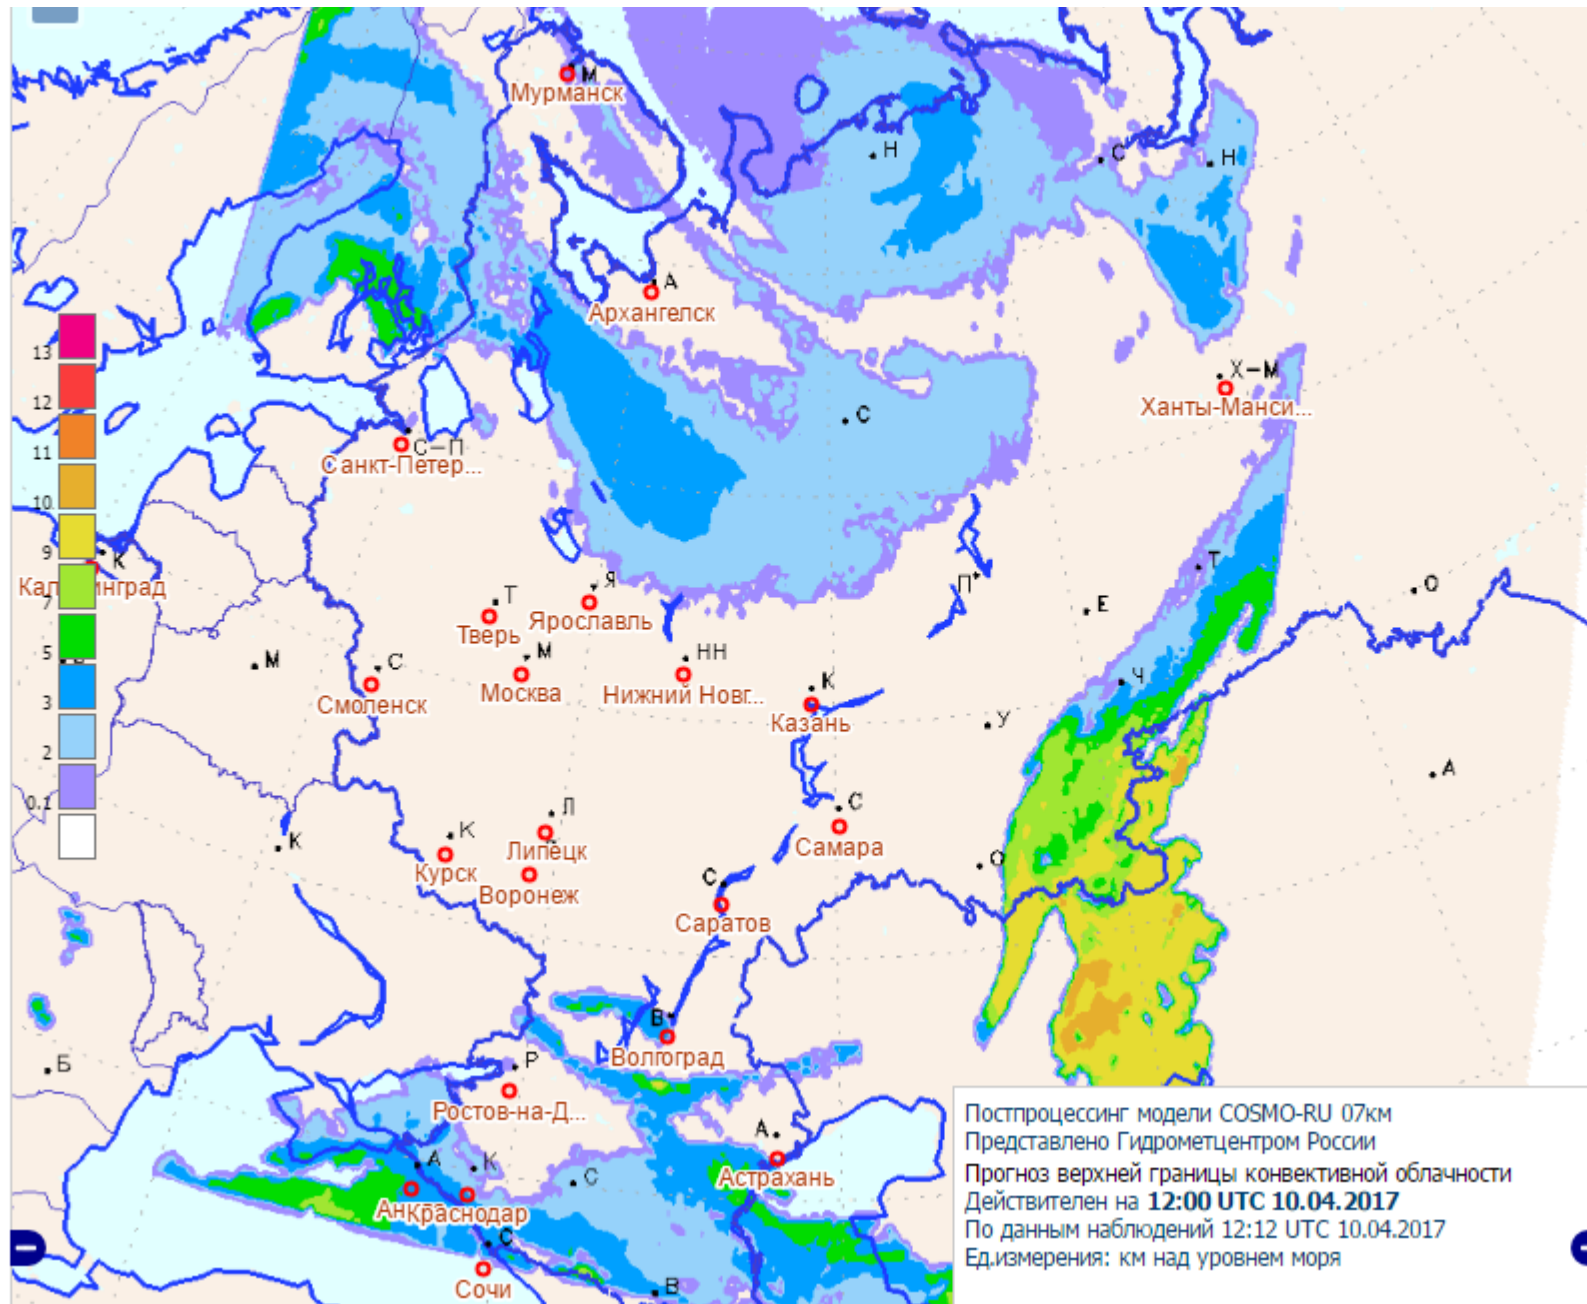 М
Мурманск
Н
С
Н
А
Архангельск
Х-М
Ханты-Манси...
С
С-П
Санкт-Петер...
13
12
11
10
9
7
5
3
2
0.1
К
Калининград
Т
Тверь
Я
Ярославль
П
Е
Т
О
М
С
Смоленск
М
Москва
НН
Нижний Новг...
К
Казань
Ч
У
А
К
К
Курск
Л
Липецк
Воронеж
С
Самара
О
С
Саратов
В
Волгоград
Б
Р
Ростов-на-Д...
А
Астрахань
А
К
С
Краснодар
С
Сочи
В
Постпроцессинг модели COSMO-RU 07км
Представлено Гидрометцентром России
Прогноз верхней границы конвективной облачности
Действителен на 12:00 UTC 10.04.2017
По данным наблюдений 12:12 UTC 10.04.2017
Ед.измерения: км над уровнем моря